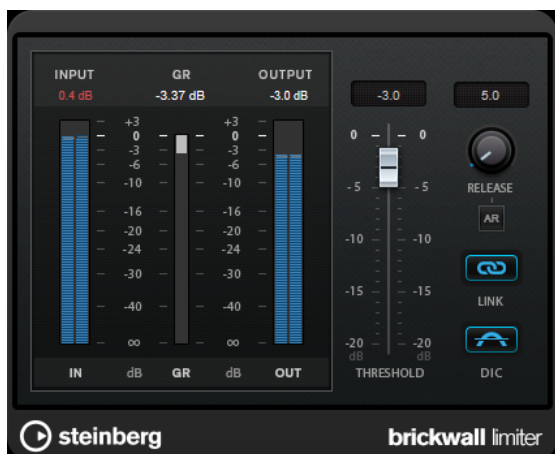 INPUT GR OUTPUT
0.4 dB -3.37 dB -3.0 dB -3.0 5.0
+3 +3
0 0 0 0
-3 -3
-6 -6
-5 -5 RELEASE
-10 -10
AR
-16 -16
-20 -20 -10 -10
-24 -24
-30 -30
-15 -15 LINK
-40 -40
∞ ∞ -20 -20
dB dB
IN dB GR dB OUT THRESHOLD DIC
steinberg brickwall limiter